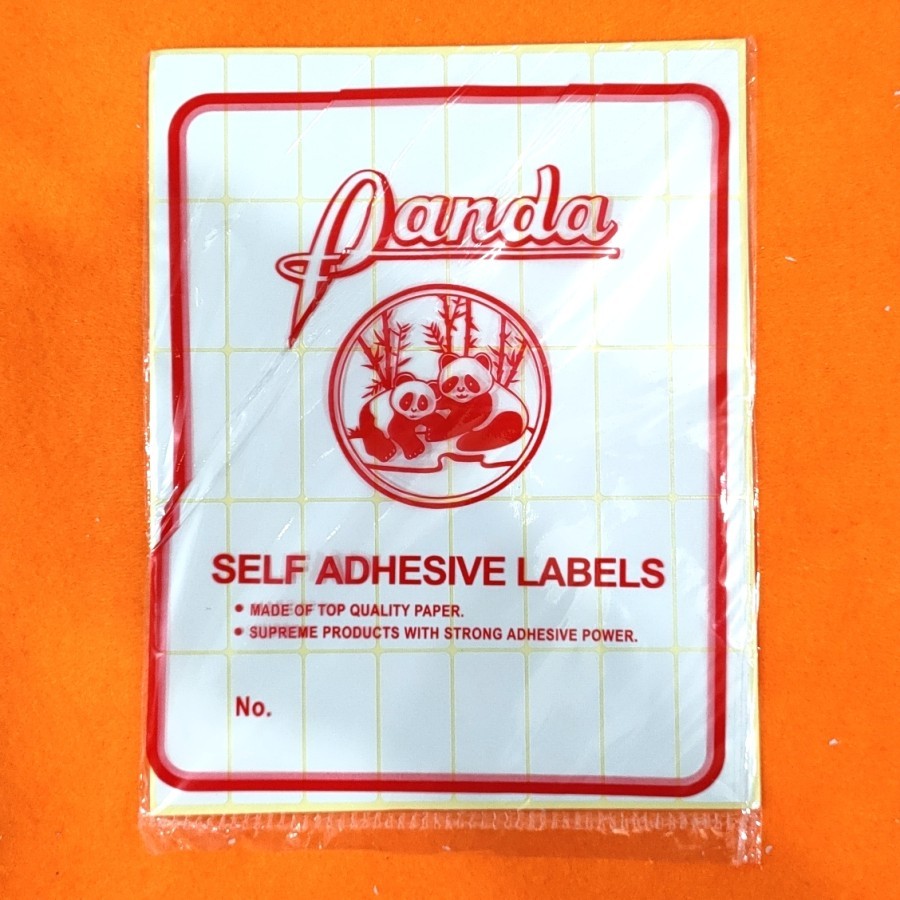 Panda
SELF ADHESIVE LABELS
• MADE OF TOP QUALITY PAPER.
• SUPREME PRODUCTS WITH STRONG ADHESIVE POWER.
No.